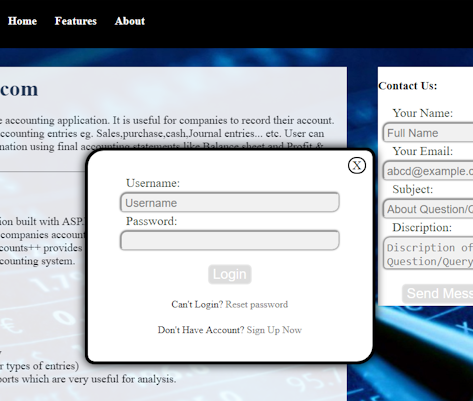 Home Features About
com
e accounting application. It is useful for companies to record their account.
accounting entries eg. Sales,purchase,cash,Journal entries... etc. User can
nation using final accounting statements like Balance sheet and Profit &
tion built with ASP.
companies account
counts++ provides
counting system.
r types of entries)
ports which are very useful for analysis.
X
Username:
Username
Password:
Login
Can't Login? Reset password
Don't Have Account? Sign Up Now
Contact Us:
Your Name:
Full Name
Your Email:
abcd@example.c
Subject:
About Question/Q
Discription:
Discription of
Question/Query
Send Mess